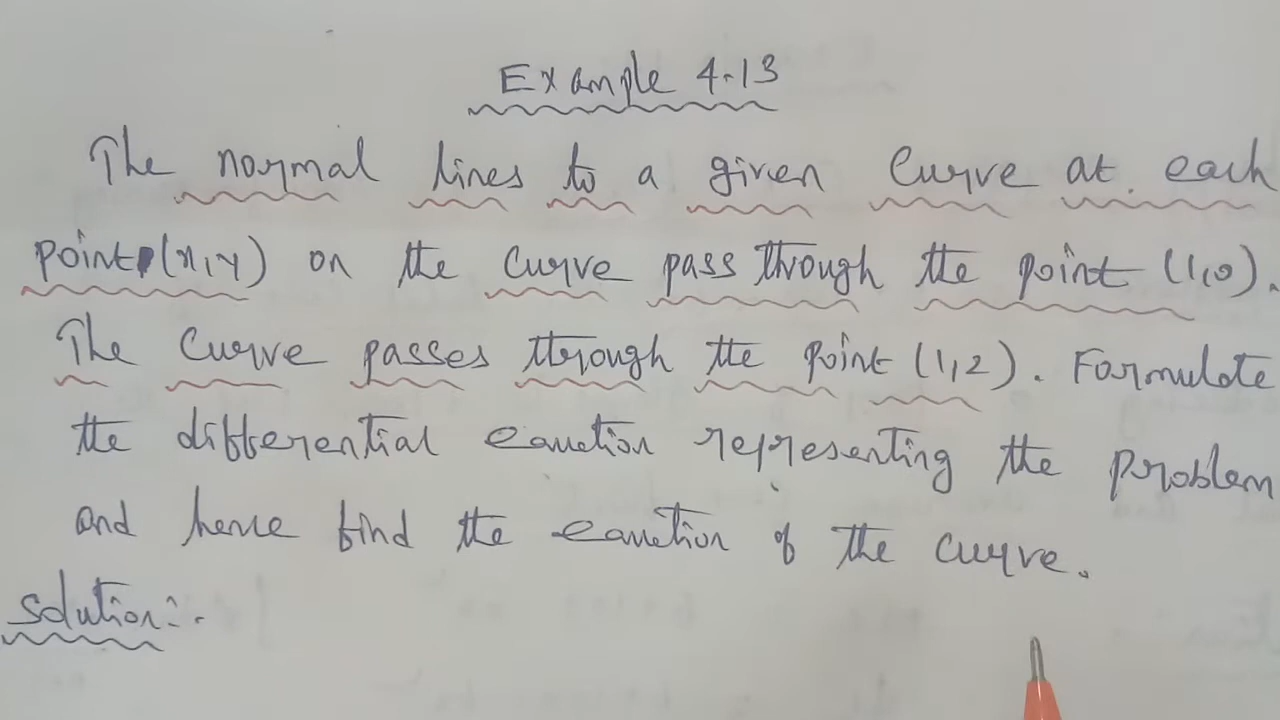 Example 4.13
The normal lines to a given Curve at each
point P(x,y) on the curve pass through the point (1,0).
The Curve passes through the point (1,2). Formulate
the differential equation representing the problem
and hence find the equation of the curve.
Solution:-